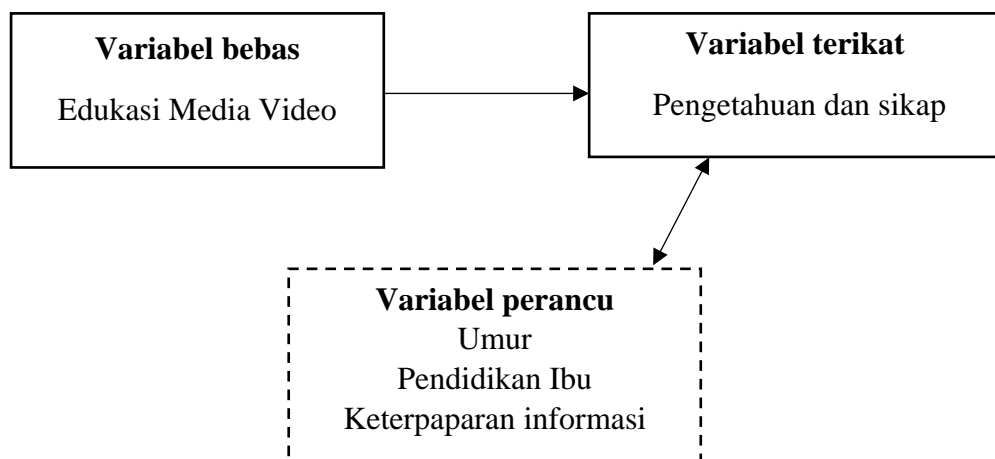 Variabel bebas
Edukasi Media Video
Variabel terikat
Pengetahuan dan sikap
Variabel perancu
Umur
Pendidikan Ibu
Keterpaparan informasi